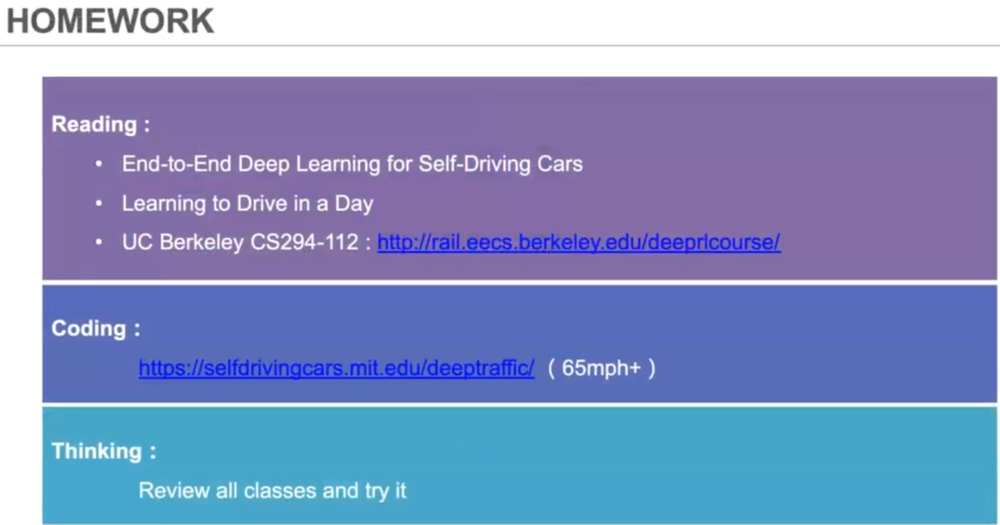 HOMEWORK
Reading :
• End-to-End Deep Learning for Self-Driving Cars
• Learning to Drive in a Day
• UC Berkeley CS294-112 : http://rail.eecs.berkeley.edu/deeprlcourse/
Coding :
https://selfdrivingcars.mit.edu/deeptraffic/ ( 65mph+ )
Thinking :
Review all classes and try it